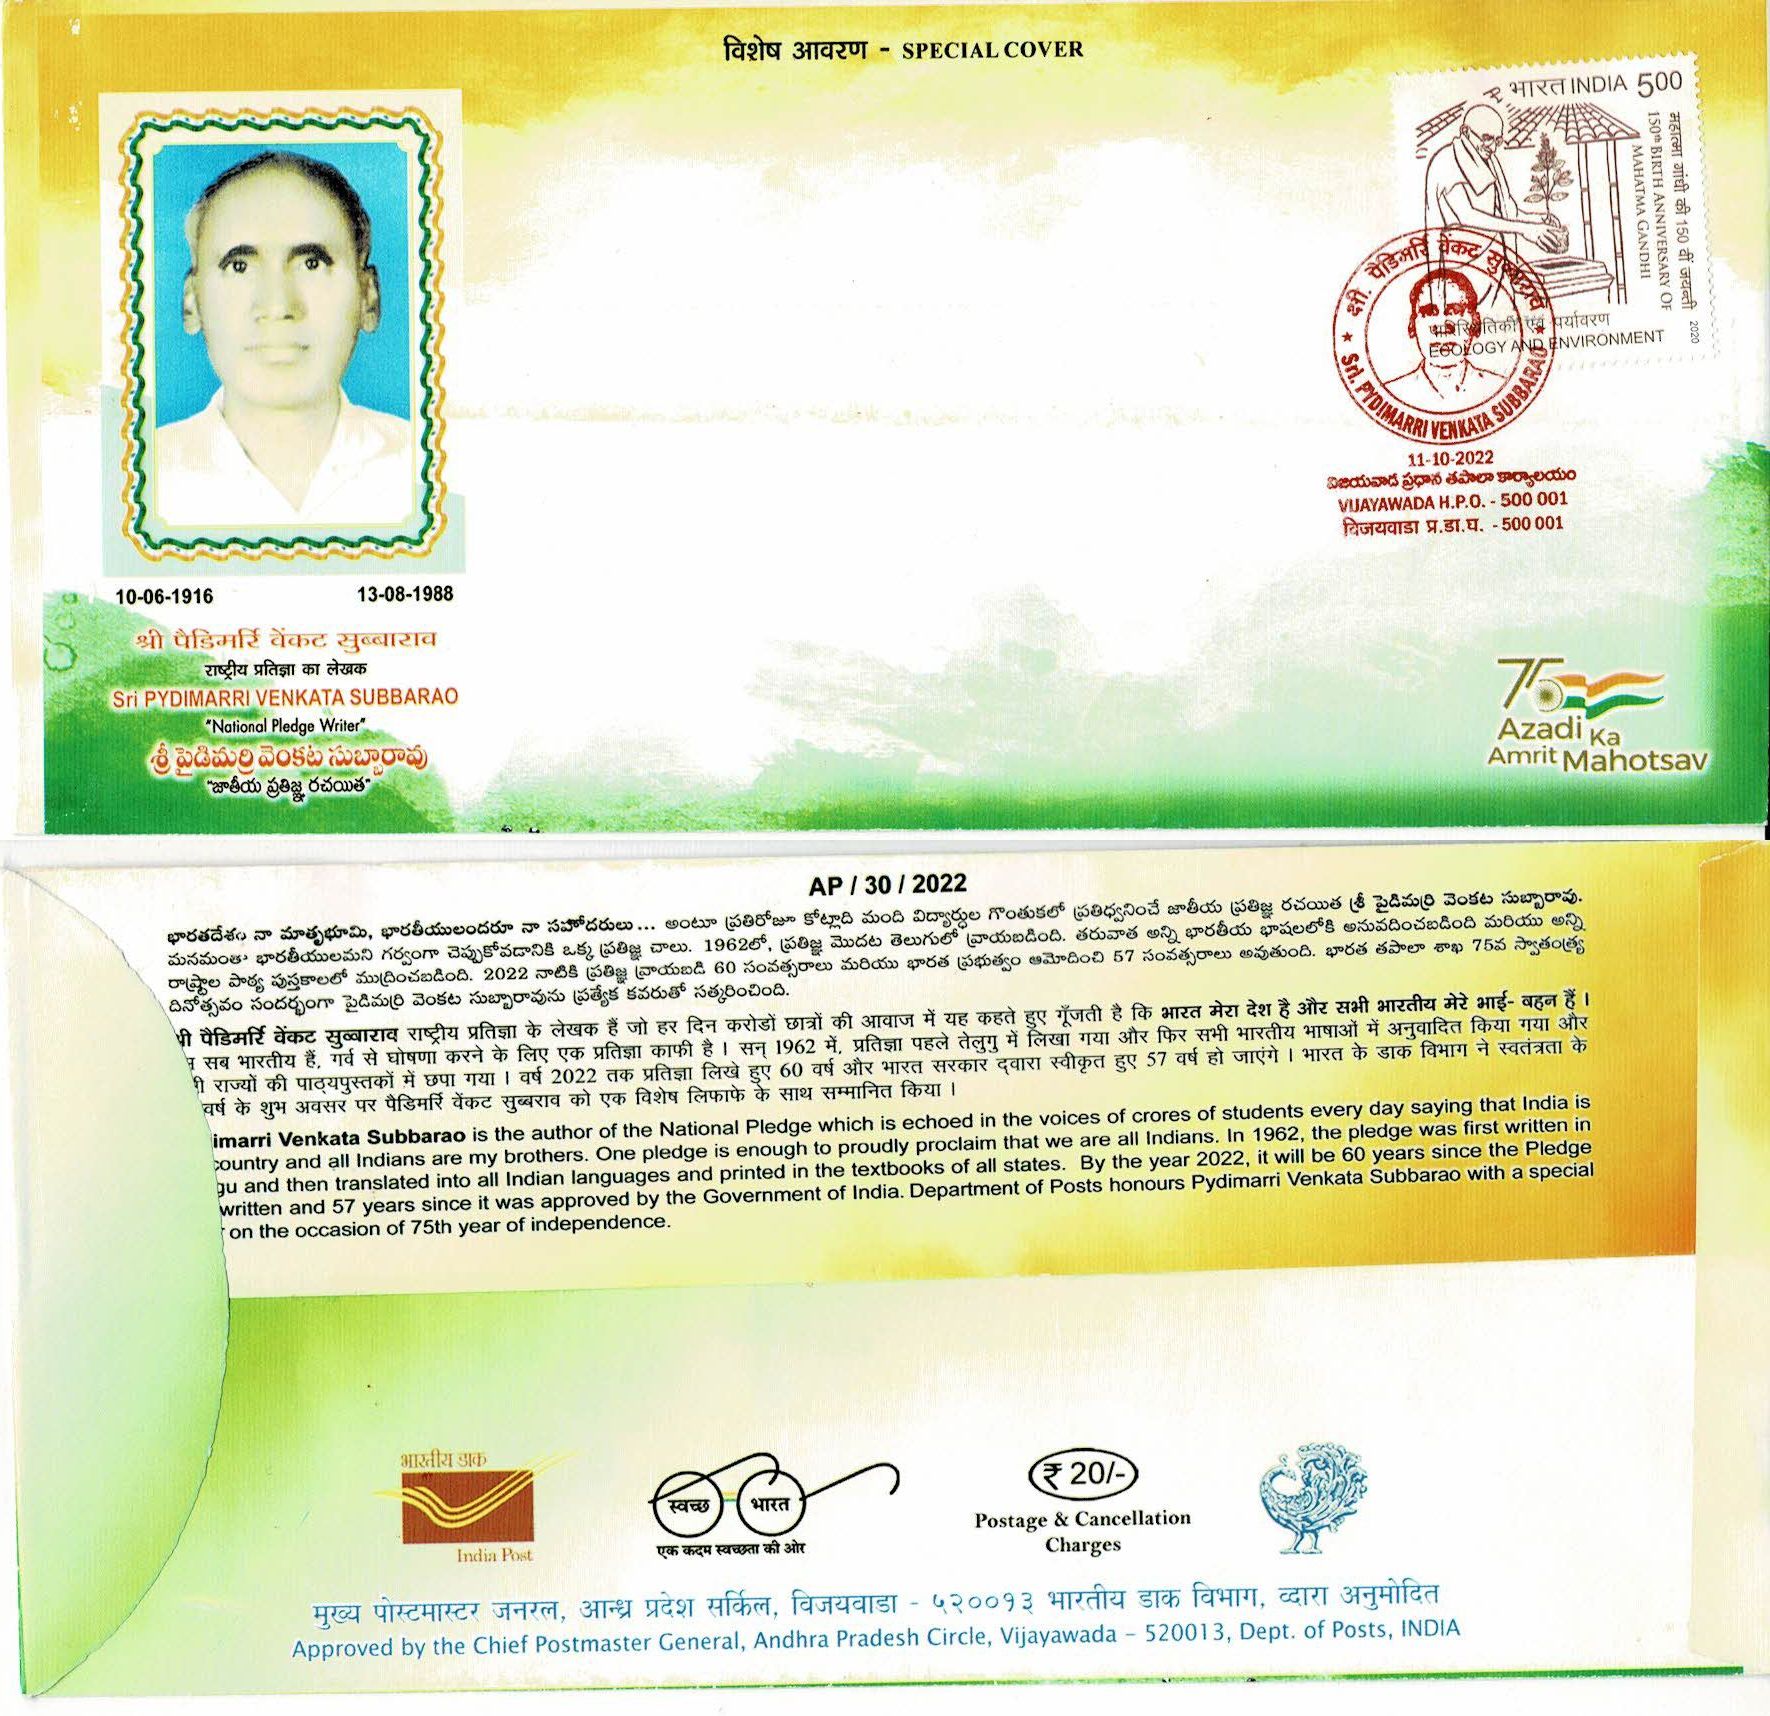 विशेष आवरण - SPECIAL COVER
भारत INDIA 500
महात्मा गांधी की 150 वीं जयन्ती
150th BIRTH ANNIVERSARY OF
MAHATMA GANDHI
2020
पारिस्थितिकी एवं पर्यावरण
ECOLOGY AND ENVIRONMENT
श्री. पैडिमर्रि वेंकट सुब्बाराव
★ Sri. PYDIMARRI VENKATA SUBBARAO ★
11-10-2022
విజయవాడ ప్రధాన తపాలా కార్యాలయం
VIJAYAWADA H.P.O. - 500 001
विजयवाडा प्र.डा.घ. - 500 001
10-06-1916 13-08-1988
श्री पैडिमर्रि वेंकट सुब्बाराव
राष्ट्रीय प्रतिज्ञा का लेखक
Sri PYDIMARRI VENKATA SUBBARAO
"National Pledge Writer"
శ్రీ పైడిమర్రి వెంకట సుబ్బారావు
"జాతీయ ప్రతిజ్ఞ రచయిత"
75
Azadi Ka
Amrit Mahotsav
AP / 30 / 2022
భారతదేశం నా మాతృభూమి, భారతీయులందరూ నా సహోదరులు... అంటూ ప్రతిరోజూ కోట్లాది మంది విద్యార్థుల గొంతుకలో ప్రతిధ్వనించే జాతీయ ప్రతిజ్ఞ రచయిత శ్రీ పైడిమర్రి వెంకట సుబ్బారావు.
మనమంతా భారతీయులమని గర్వంగా చెప్పుకోవడానికి ఒక్క ప్రతిజ్ఞ చాలు. 1962లో, ప్రతిజ్ఞ మొదట తెలుగులో వ్రాయబడింది. తరువాత అన్ని భారతీయ భాషలలోకి అనువదించబడింది మరియు అన్ని
రాష్ట్రాల పాఠ్య పుస్తకాలలో ముద్రించబడింది. 2022 నాటికి ప్రతిజ్ఞ వ్రాయబడి 60 సంవత్సరాలు మరియు భారత ప్రభుత్వం ఆమోదించి 57 సంవత్సరాలు అవుతుంది. భారత తపాలా శాఖ 75వ స్వాతంత్ర్య
దినోత్సవం సందర్భంగా పైడిమర్రి వెంకట సుబ్బారావును ప్రత్యేక కవరుతో సత్కరించింది.
पैडिमर्रि वेंकट सुब्बाराव राष्ट्रीय प्रतिज्ञा के लेखक हैं जो हर दिन करोडों छात्रों की आवाज में यह कहते हुए गूँजती है कि भारत मेरा देश है और सभी भारतीय मेरे भाई- बहन हैं ।
सब भारतीय हैं, गर्व से घोषणा करने के लिए एक प्रतिज्ञा काफी है । सन् 1962 में, प्रतिज्ञा पहले तेलुगु में लिखा गया और फिर सभी भारतीय भाषाओं में अनुवादित किया गया और
राज्यों की पाठ्यपुस्तकों में छपा गया । वर्ष 2022 तक प्रतिज्ञा लिखे हुए 60 वर्ष और भारत सरकार द्वारा स्वीकृत हुए 57 वर्ष हो जाएंगे । भारत के डाक विभाग ने स्वतंत्रता के
वर्ष के शुभ अवसर पर पैडिमर्रि वेंकट सुब्बराव को एक विशेष लिफाफे के साथ सम्मानित किया ।
imarri Venkata Subbarao is the author of the National Pledge which is echoed in the voices of crores of students every day saying that India is
country and all Indians are my brothers. One pledge is enough to proudly proclaim that we are all Indians. In 1962, the pledge was first written in
gu and then translated into all Indian languages and printed in the textbooks of all states. By the year 2022, it will be 60 years since the Pledge
written and 57 years since it was approved by the Government of India. Department of Posts honours Pydimarri Venkata Subbarao with a special
on the occasion of 75th year of independence.
भारतीय डाक
India Post
स्वच्छ भारत
एक कदम स्वच्छता की ओर
₹ 20/-
Postage & Cancellation
Charges
मुख्य पोस्टमास्टर जनरल, आन्ध्र प्रदेश सर्किल, विजयवाडा - ५२००१३ भारतीय डाक विभाग, व्दारा अनुमोदित
Approved by the Chief Postmaster General, Andhra Pradesh Circle, Vijayawada – 520013, Dept. of Posts, INDIA